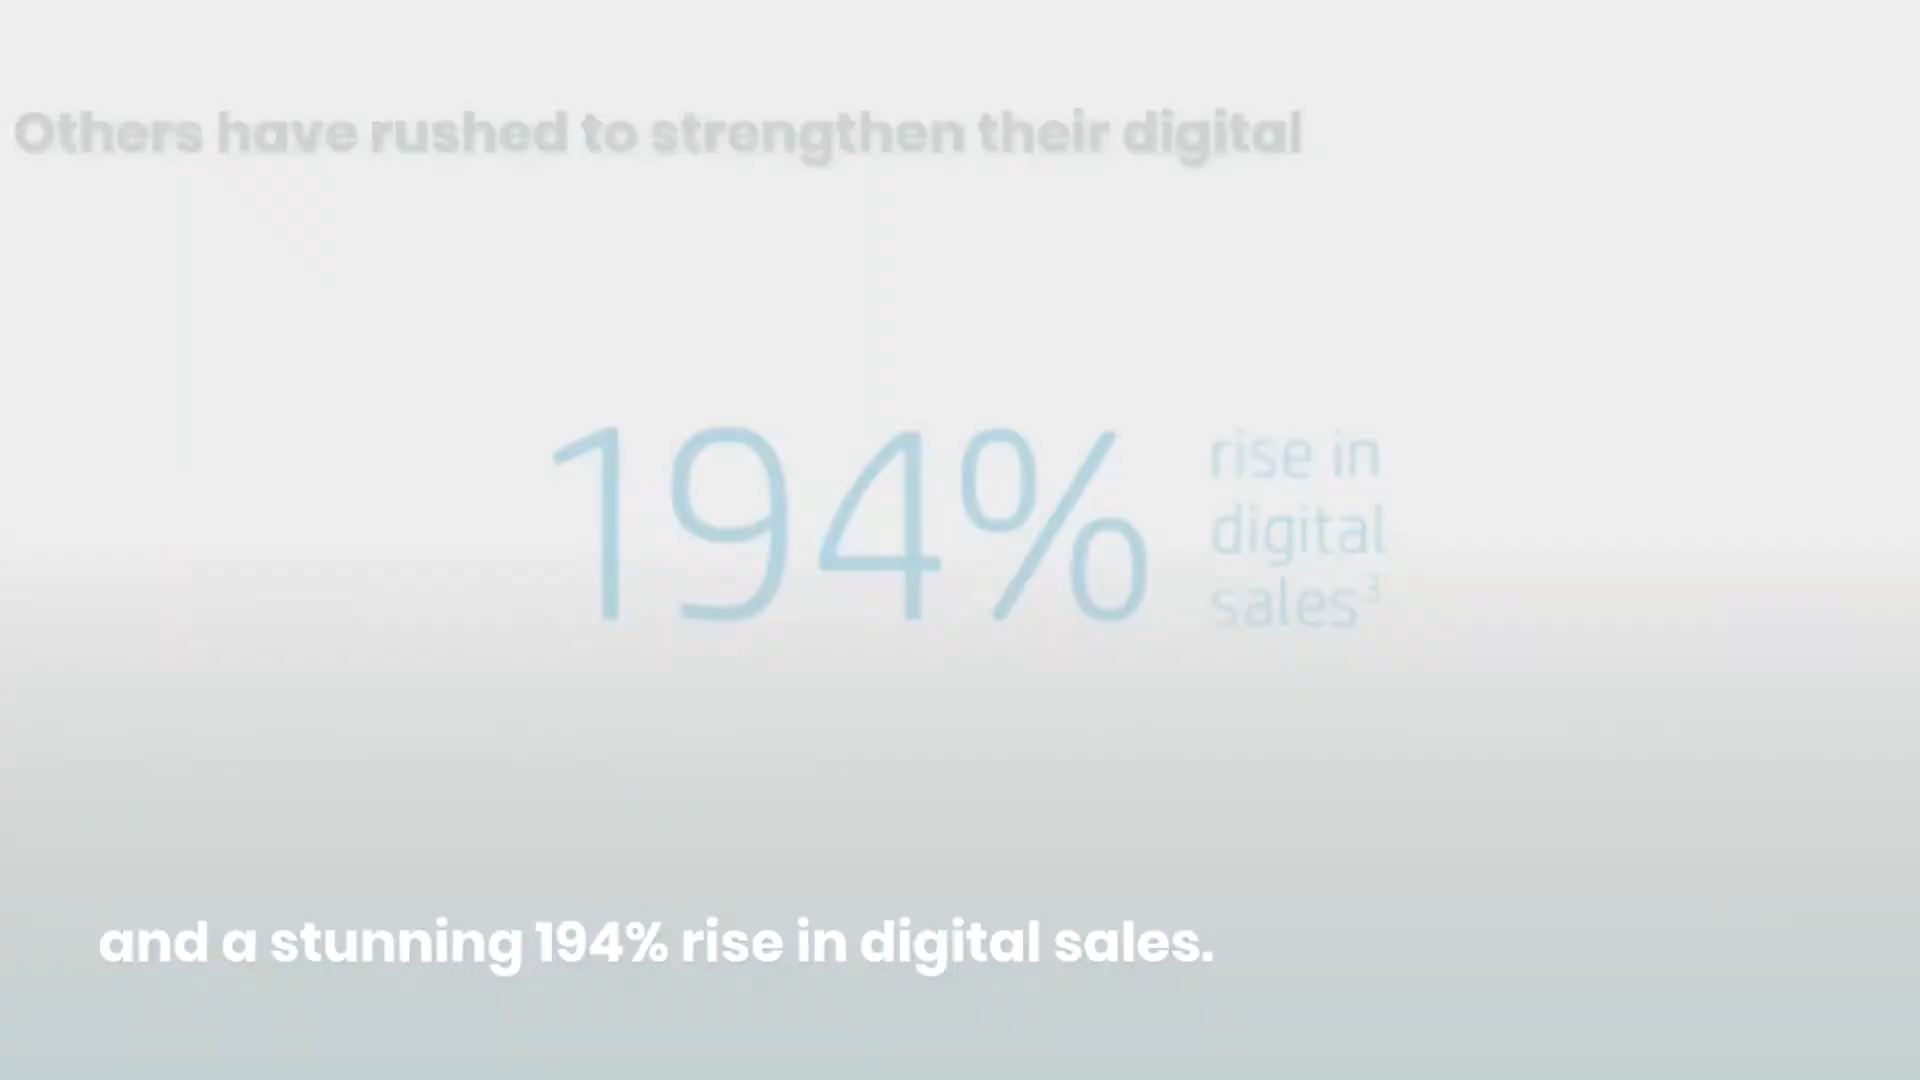 Others have rushed to strengthen their digital
194%
rise in
digital
sales³
and a stunning 194% rise in digital sales.